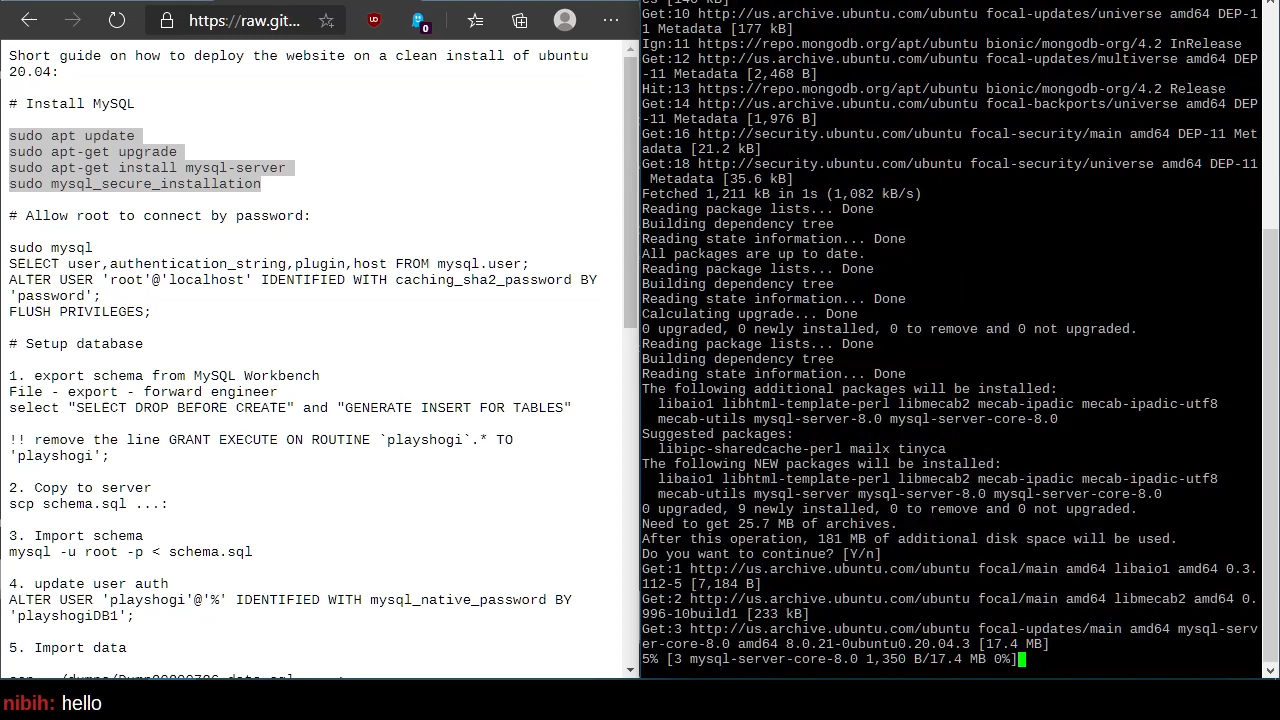 https://raw.git...
Short guide on how to deploy the website on a clean install of ubuntu
20.04:
# Install MySQL
sudo apt update
sudo apt-get upgrade
sudo apt-get install mysql-server
sudo mysql_secure_installation
# Allow root to connect by password:
sudo mysql
SELECT user,authentication_string,plugin,host FROM mysql.user;
ALTER USER 'root'@'localhost' IDENTIFIED WITH caching_sha2_password BY
'password';
FLUSH PRIVILEGES;
# Setup database
1. export schema from MySQL Workbench
File - export - forward engineer
select "SELECT DROP BEFORE CREATE" and "GENERATE INSERT FOR TABLES"
!! remove the line GRANT EXECUTE ON ROUTINE `playshogi`.* TO
'playshogi';
2. Copy to server
scp schema.sql ...:
3. Import schema
mysql -u root -p < schema.sql
4. update user auth
ALTER USER 'playshogi'@'%' IDENTIFIED WITH mysql_native_password BY
'playshogiDB1';
5. Import data
Get:10 http://us.archive.ubuntu.com/ubuntu focal-updates/universe amd64 DEP-1
1 Metadata [177 kB]
Ign:11 https://repo.mongodb.org/apt/ubuntu bionic/mongodb-org/4.2 InRelease
Get:12 http://us.archive.ubuntu.com/ubuntu focal-updates/multiverse amd64 DEP
-11 Metadata [2,468 B]
Hit:13 https://repo.mongodb.org/apt/ubuntu bionic/mongodb-org/4.2 Release
Get:14 http://us.archive.ubuntu.com/ubuntu focal-backports/universe amd64 DEP
-11 Metadata [1,976 B]
Get:16 http://security.ubuntu.com/ubuntu focal-security/main amd64 DEP-11 Met
adata [21.2 kB]
Get:18 http://security.ubuntu.com/ubuntu focal-security/universe amd64 DEP-11
 Metadata [35.6 kB]
Fetched 1,211 kB in 1s (1,082 kB/s)
Reading package lists... Done
Building dependency tree
Reading state information... Done
All packages are up to date.
Reading package lists... Done
Building dependency tree
Reading state information... Done
Calculating upgrade... Done
0 upgraded, 0 newly installed, 0 to remove and 0 not upgraded.
Reading package lists... Done
Building dependency tree
Reading state information... Done
The following additional packages will be installed:
  libaio1 libhtml-template-perl libmecab2 mecab-ipadic mecab-ipadic-utf8
  mecab-utils mysql-server-8.0 mysql-server-core-8.0
Suggested packages:
  libipc-sharedcache-perl mailx tinyca
The following NEW packages will be installed:
  libaio1 libhtml-template-perl libmecab2 mecab-ipadic mecab-ipadic-utf8
  mecab-utils mysql-server mysql-server-8.0 mysql-server-core-8.0
0 upgraded, 9 newly installed, 0 to remove and 0 not upgraded.
Need to get 25.7 MB of archives.
After this operation, 181 MB of additional disk space will be used.
Do you want to continue? [Y/n]
Get:1 http://us.archive.ubuntu.com/ubuntu focal/main amd64 libaio1 amd64 0.3.
112-5 [7,184 B]
Get:2 http://us.archive.ubuntu.com/ubuntu focal/main amd64 libmecab2 amd64 0.
996-10build1 [233 kB]
Get:3 http://us.archive.ubuntu.com/ubuntu focal-updates/main amd64 mysql-serv
er-core-8.0 amd64 8.0.21-0ubuntu0.20.04.3 [17.4 MB]
5% [3 mysql-server-core-8.0 1,350 B/17.4 MB 0%]
nibih: hello